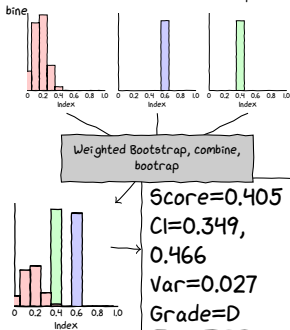 bine
0 0.2 0.4 0.6 0.8 1.0
Index
0 0.2 0.4 0.6 0.8 1.0
Index
0 0.2 0.4 0.6 0.8 1.0
Index
Weighted Bootstrap, combine,
bootrap
Score=0.405
CI=0.349,
0.466
Var=0.027
Grade=D
0 0.2 0.4 0.6 0.8 1.0
Index